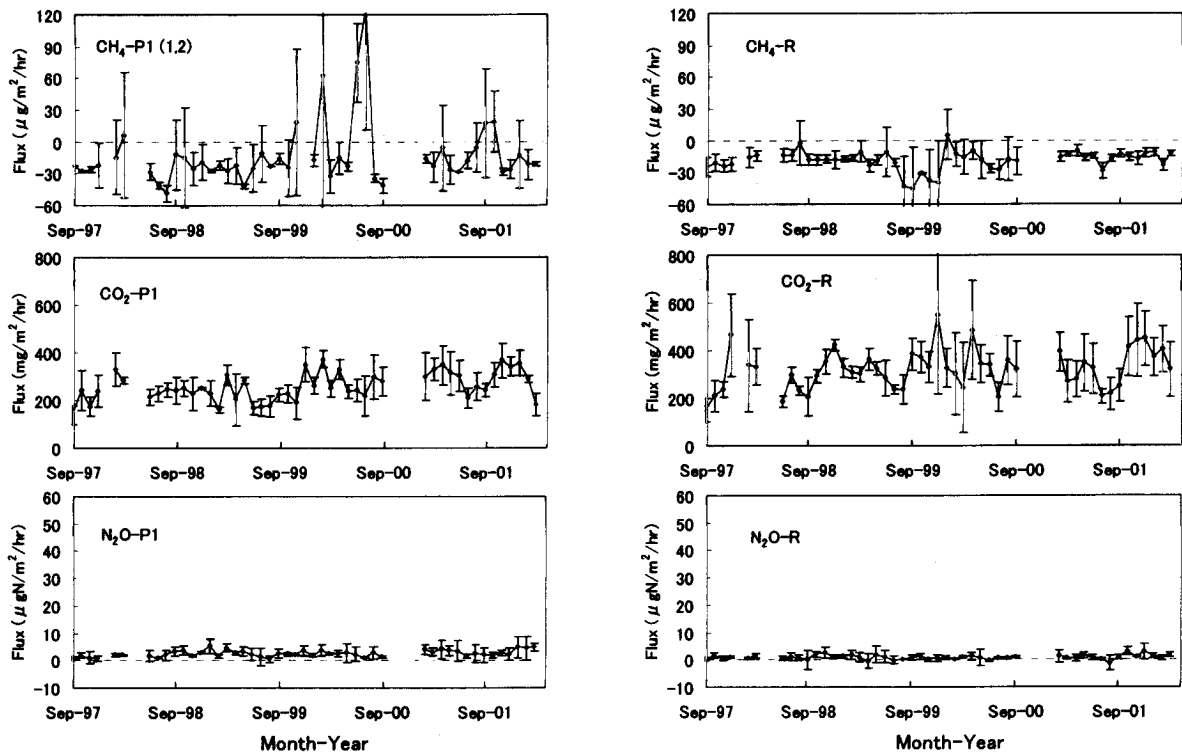 Flux (μg/m²/hr)
120
90
60
30
0
−30
−60
CH₄−P1 (1,2)
Sep−97 Sep−98 Sep−99 Sep−00 Sep−01
Flux (μg/m²/hr)
120
90
60
30
0
−30
−60
CH₄−R
Sep−97 Sep−98 Sep−99 Sep−00 Sep−01
Flux (mg/m²/hr)
800
600
400
200
0
CO₂−P1
Sep−97 Sep−98 Sep−99 Sep−00 Sep−01
Flux (mg/m²/hr)
800
600
400
200
0
CO₂−R
Sep−97 Sep−98 Sep−99 Sep−00 Sep−01
Flux (μgN/m²/hr)
60
50
40
30
20
10
0
−10
N₂O−P1
Sep−97 Sep−98 Sep−99 Sep−00 Sep−01
Month−Year
Flux (μgN/m²/hr)
60
50
40
30
20
10
0
−10
N₂O−R
Sep−97 Sep−98 Sep−99 Sep−00 Sep−01
Month−Year